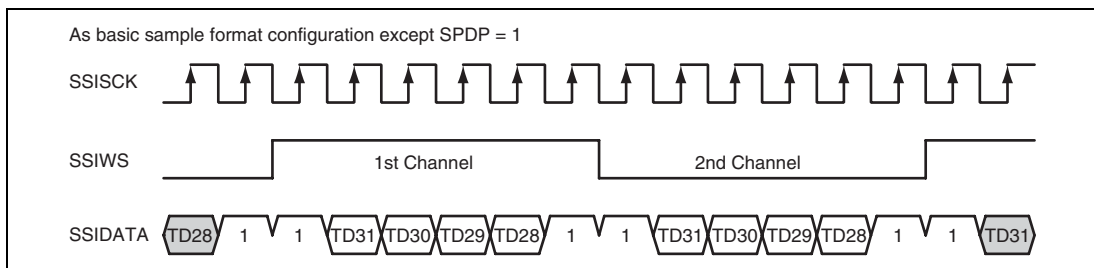 As basic sample format configuration except SPDP = 1
SSISCK
SSIWS 1st Channel 2nd Channel
SSIDATA TD28 1 1 TD31 TD30 TD29 TD28 1 1 TD31 TD30 TD29 TD28 1 1 TD31